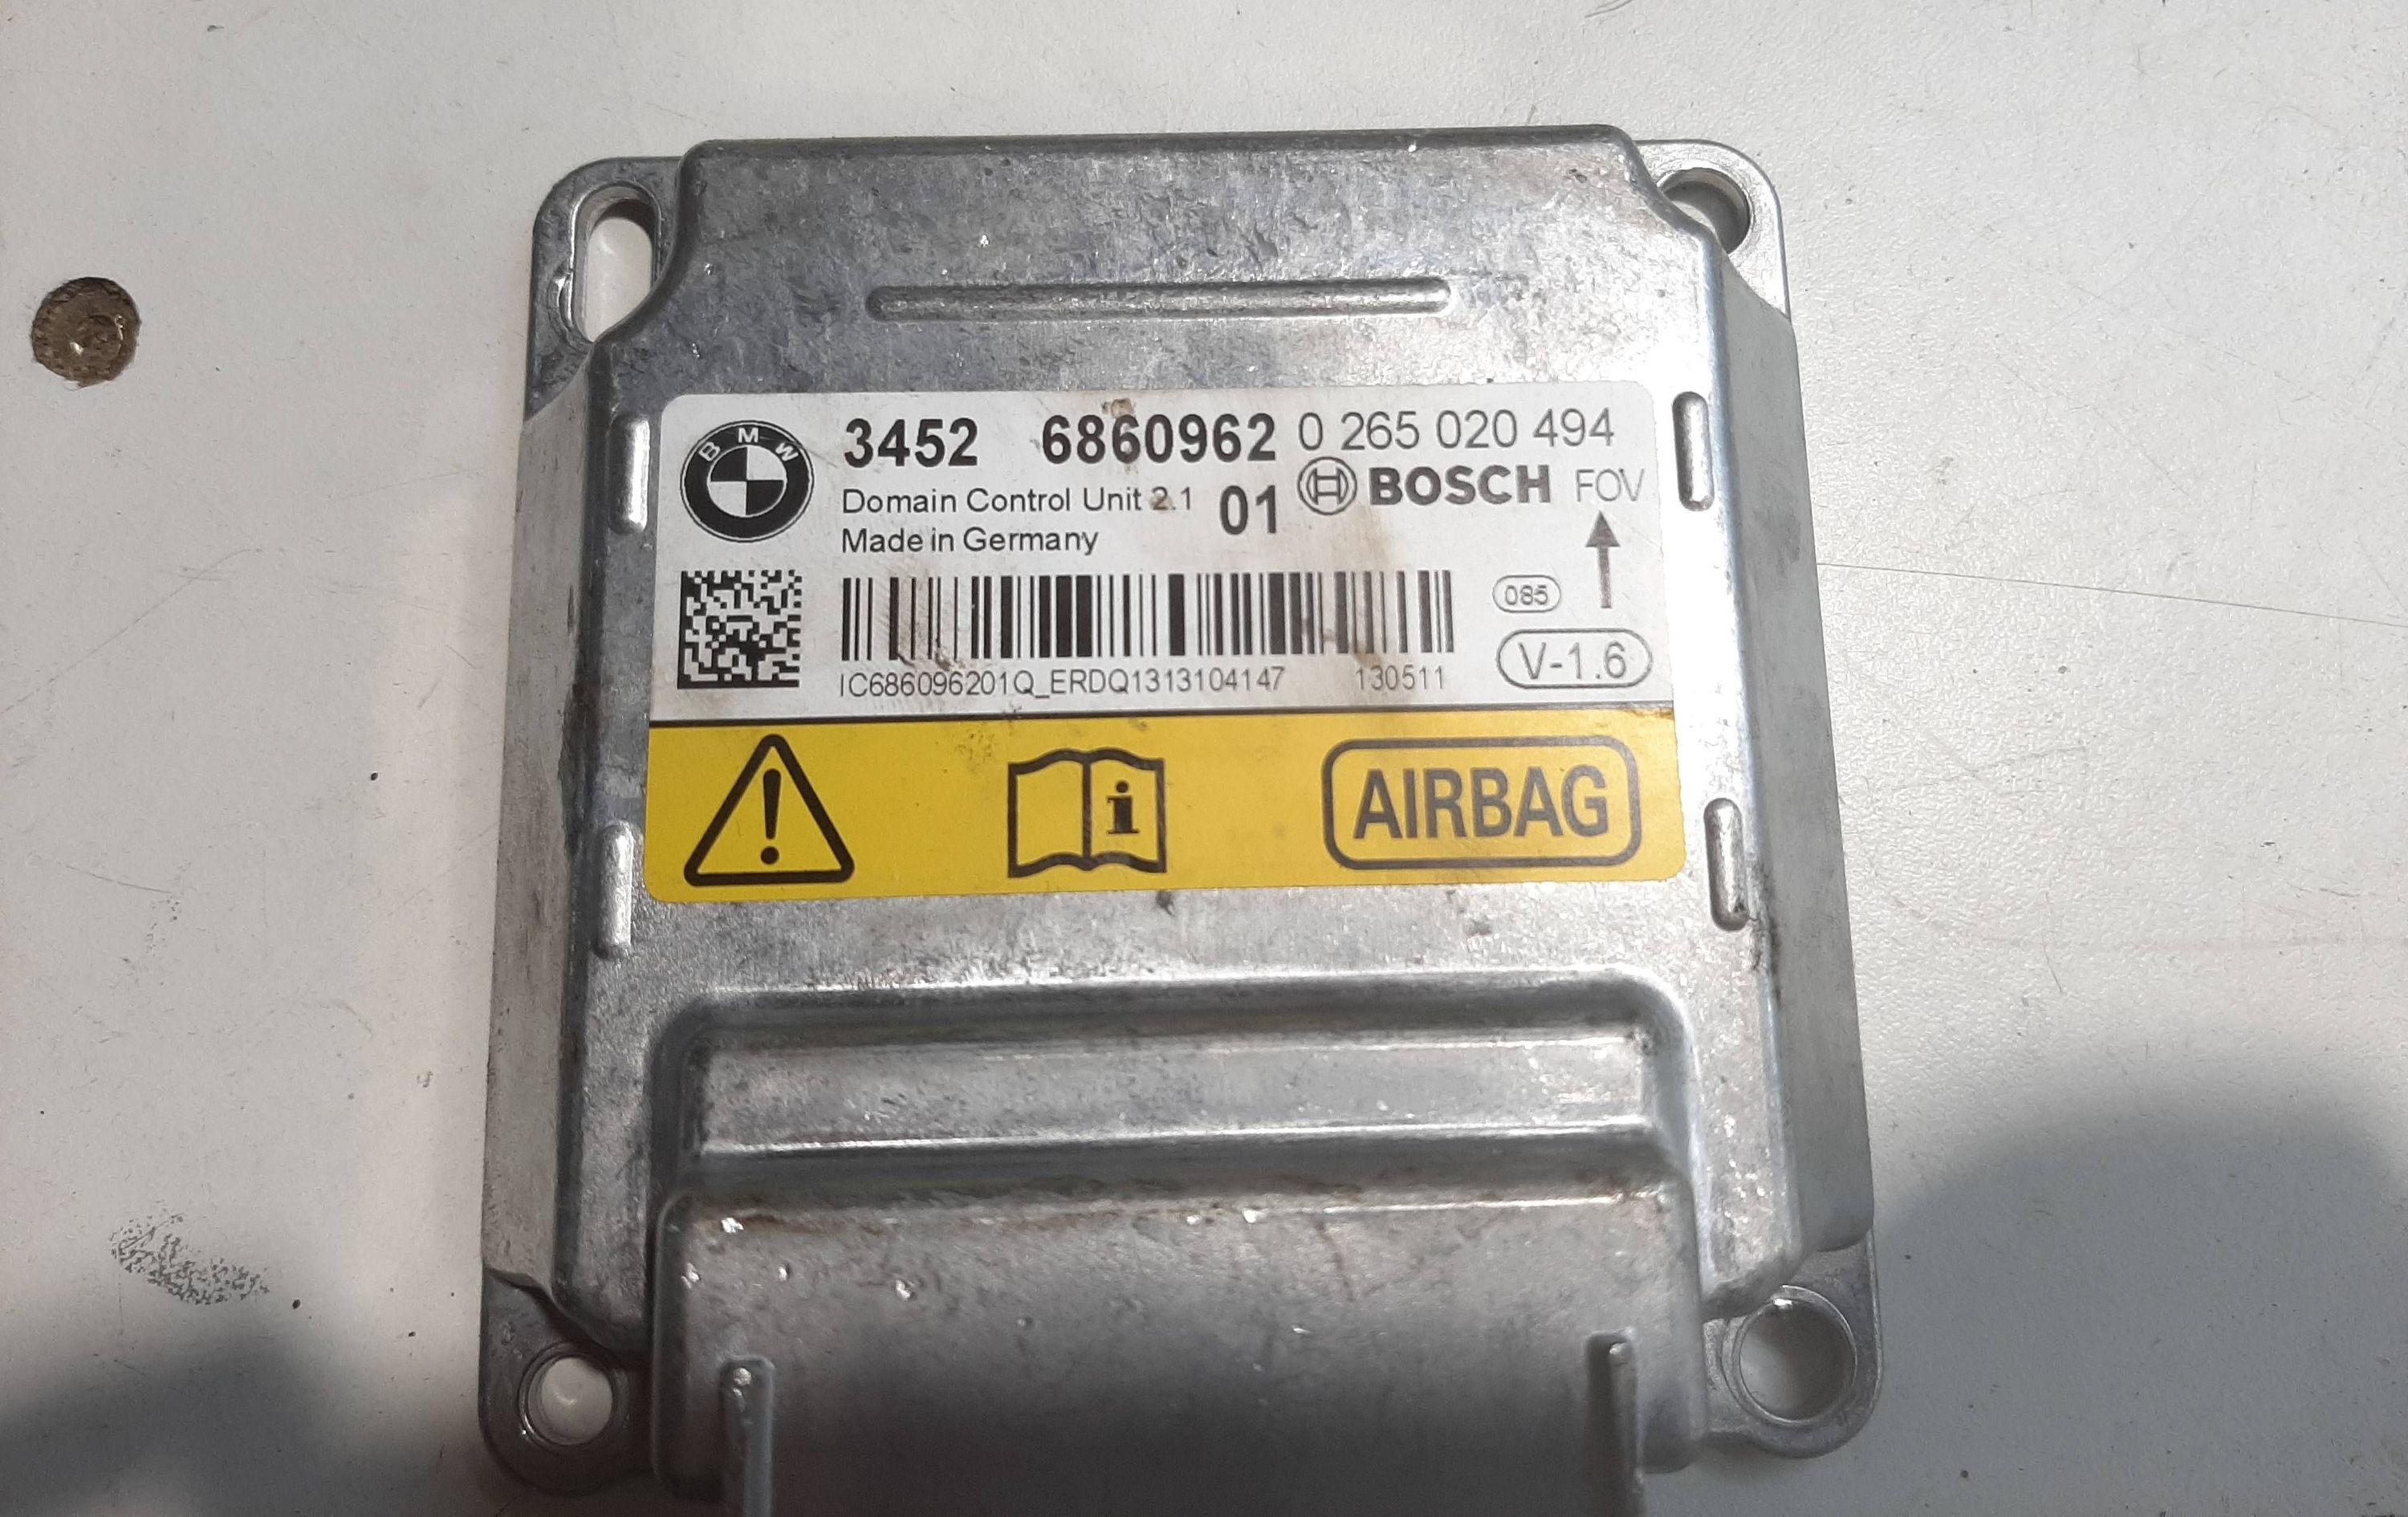 BMW
3452 6860962 0 265 020 494
Domain Control Unit 2.1 01 BOSCH FOV
Made in Germany
085
V-1.6
IC686096201Q_ERDQ1313104147 130511
i
AIRBAG